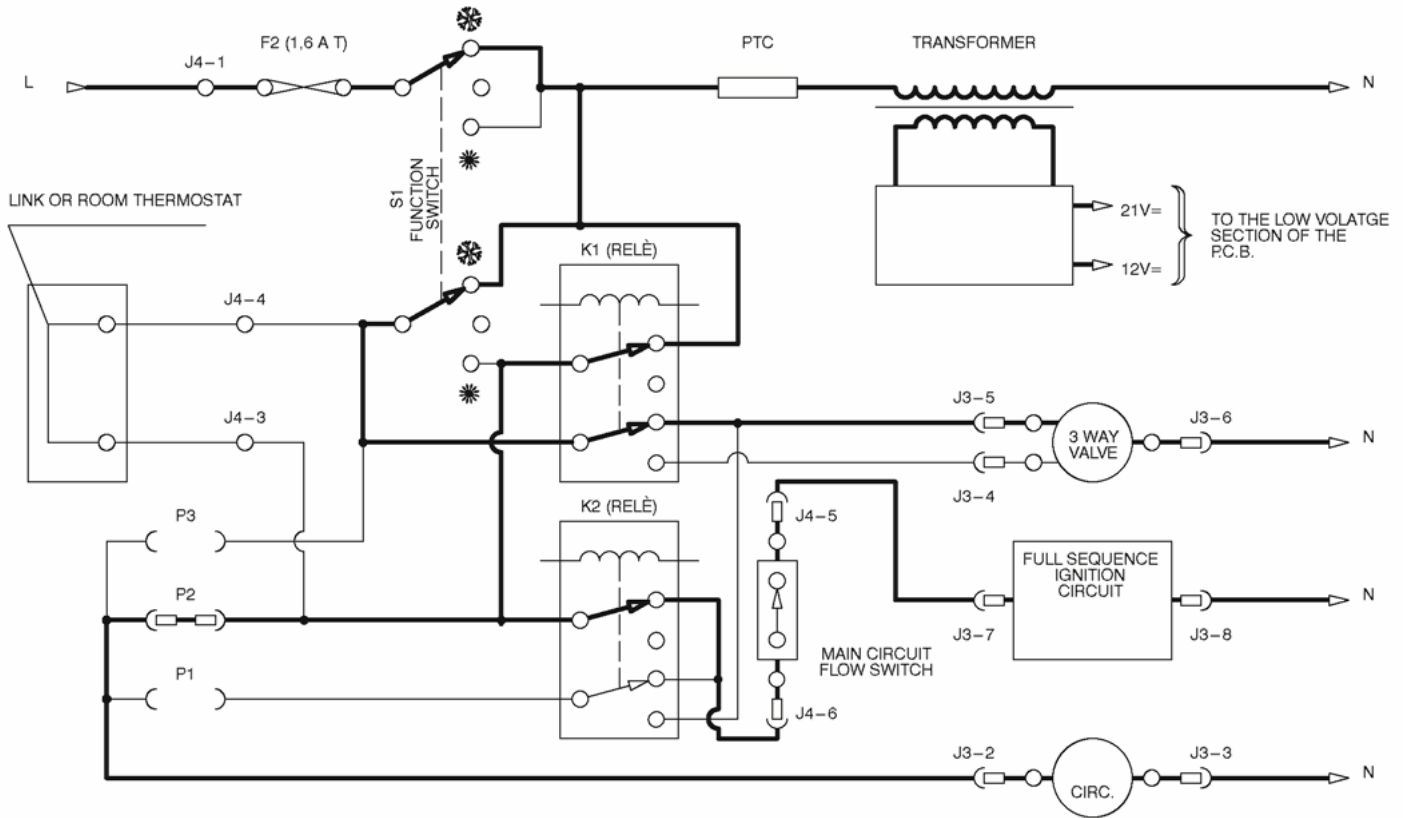 F2 (1,6 A T)
PTC
TRANSFORMER
J4-1
L
N
S1
FUNCTION
SWITCH
LINK OR ROOM THERMOSTAT
21V=
12V=
TO THE LOW VOLATGE
SECTION OF THE
P.C.B.
K1 (RELÈ)
J4-4
J4-3
J3-5
J3-6
3 WAY
VALVE
N
J3-4
P3
K2 (RELÈ)
J4-5
FULL SEQUENCE
IGNITION
CIRCUIT
P2
N
J3-7
J3-8
MAIN CIRCUIT
FLOW SWITCH
P1
J4-6
J3-2
J3-3
CIRC.
N